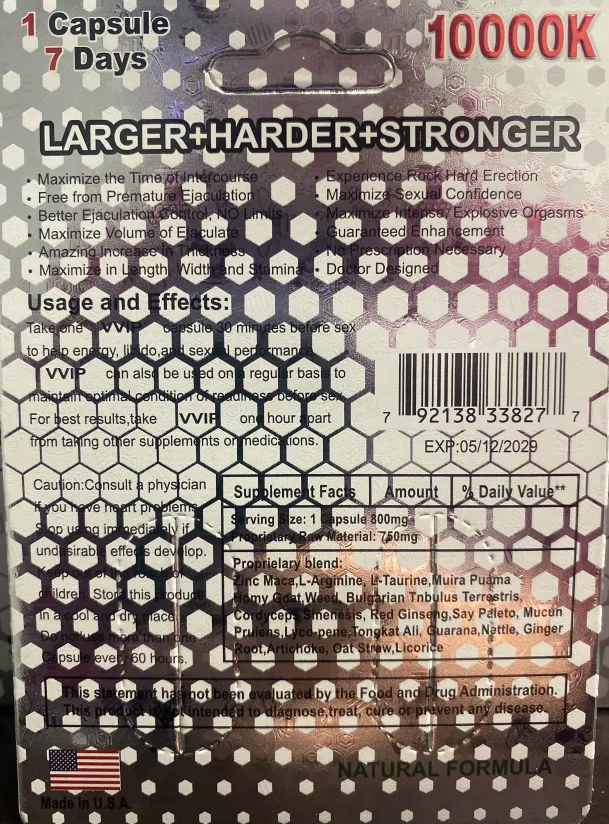 1 Capsule
7 Days
10000K
LARGER+HARDER+STRONGER
• Maximize the Time of Intercourse
• Free from Premature Ejaculation
• Better Ejaculation Control, NO Limits
• Maximize Volume of Ejaculate
• Amazing Increase in Thickness
• Maximize in Length, Width and Stamina
• Experience Rock Hard Erection
• Maximize Sexual Confidence
• Maximize Intense, Explosive Orgasms
• Guaranteed Enhancement
• No Prescription Necessary
• Doctor Designed
Usage and Effects:
Take one VVIP capsule 30 minutes before sex
to help energy, libido,and sexual performance.
VVIP can also be used on a regular basis to
maintain optimal condition of readiness before sex.
For best results,take VVIP one hour apart
from taking other supplements or medications.
7 92138 33827 7
EXP:05/12/2029
Caution:Consult a physician
if you have heart problems.
Stop using immediately if
undesirable effects develop.
Keep out of the reach of
children. Store this product
in a cool and dry place.
Do not use more than one
Capsule every 60 hours.
Supplement Facts Amount % Daily Value**
Serving Size: 1 Capsule 800mg
Proprietary Raw Material: 750mg
Proprietary blend:
Zinc Maca,L-Arginine, L-Taurine,Muira Puama
Homy Goat,Weed, Bulgarian Tnbulus Terrestris,
Cordyceps Smenesis, Red Ginseng,Say Paleto, Mucun
Pruiens,Lyco-pene,Tongkat Ali, Guarana,Nettle, Ginger
Root,Artichoke, Oat Straw,Licorice
This statement has not been evaluated by the Food and Drug Administration.
This product is not intended to diagnose,treat, cure or prevent any disease.
NATURAL FORMULA
Made in U.S.A.